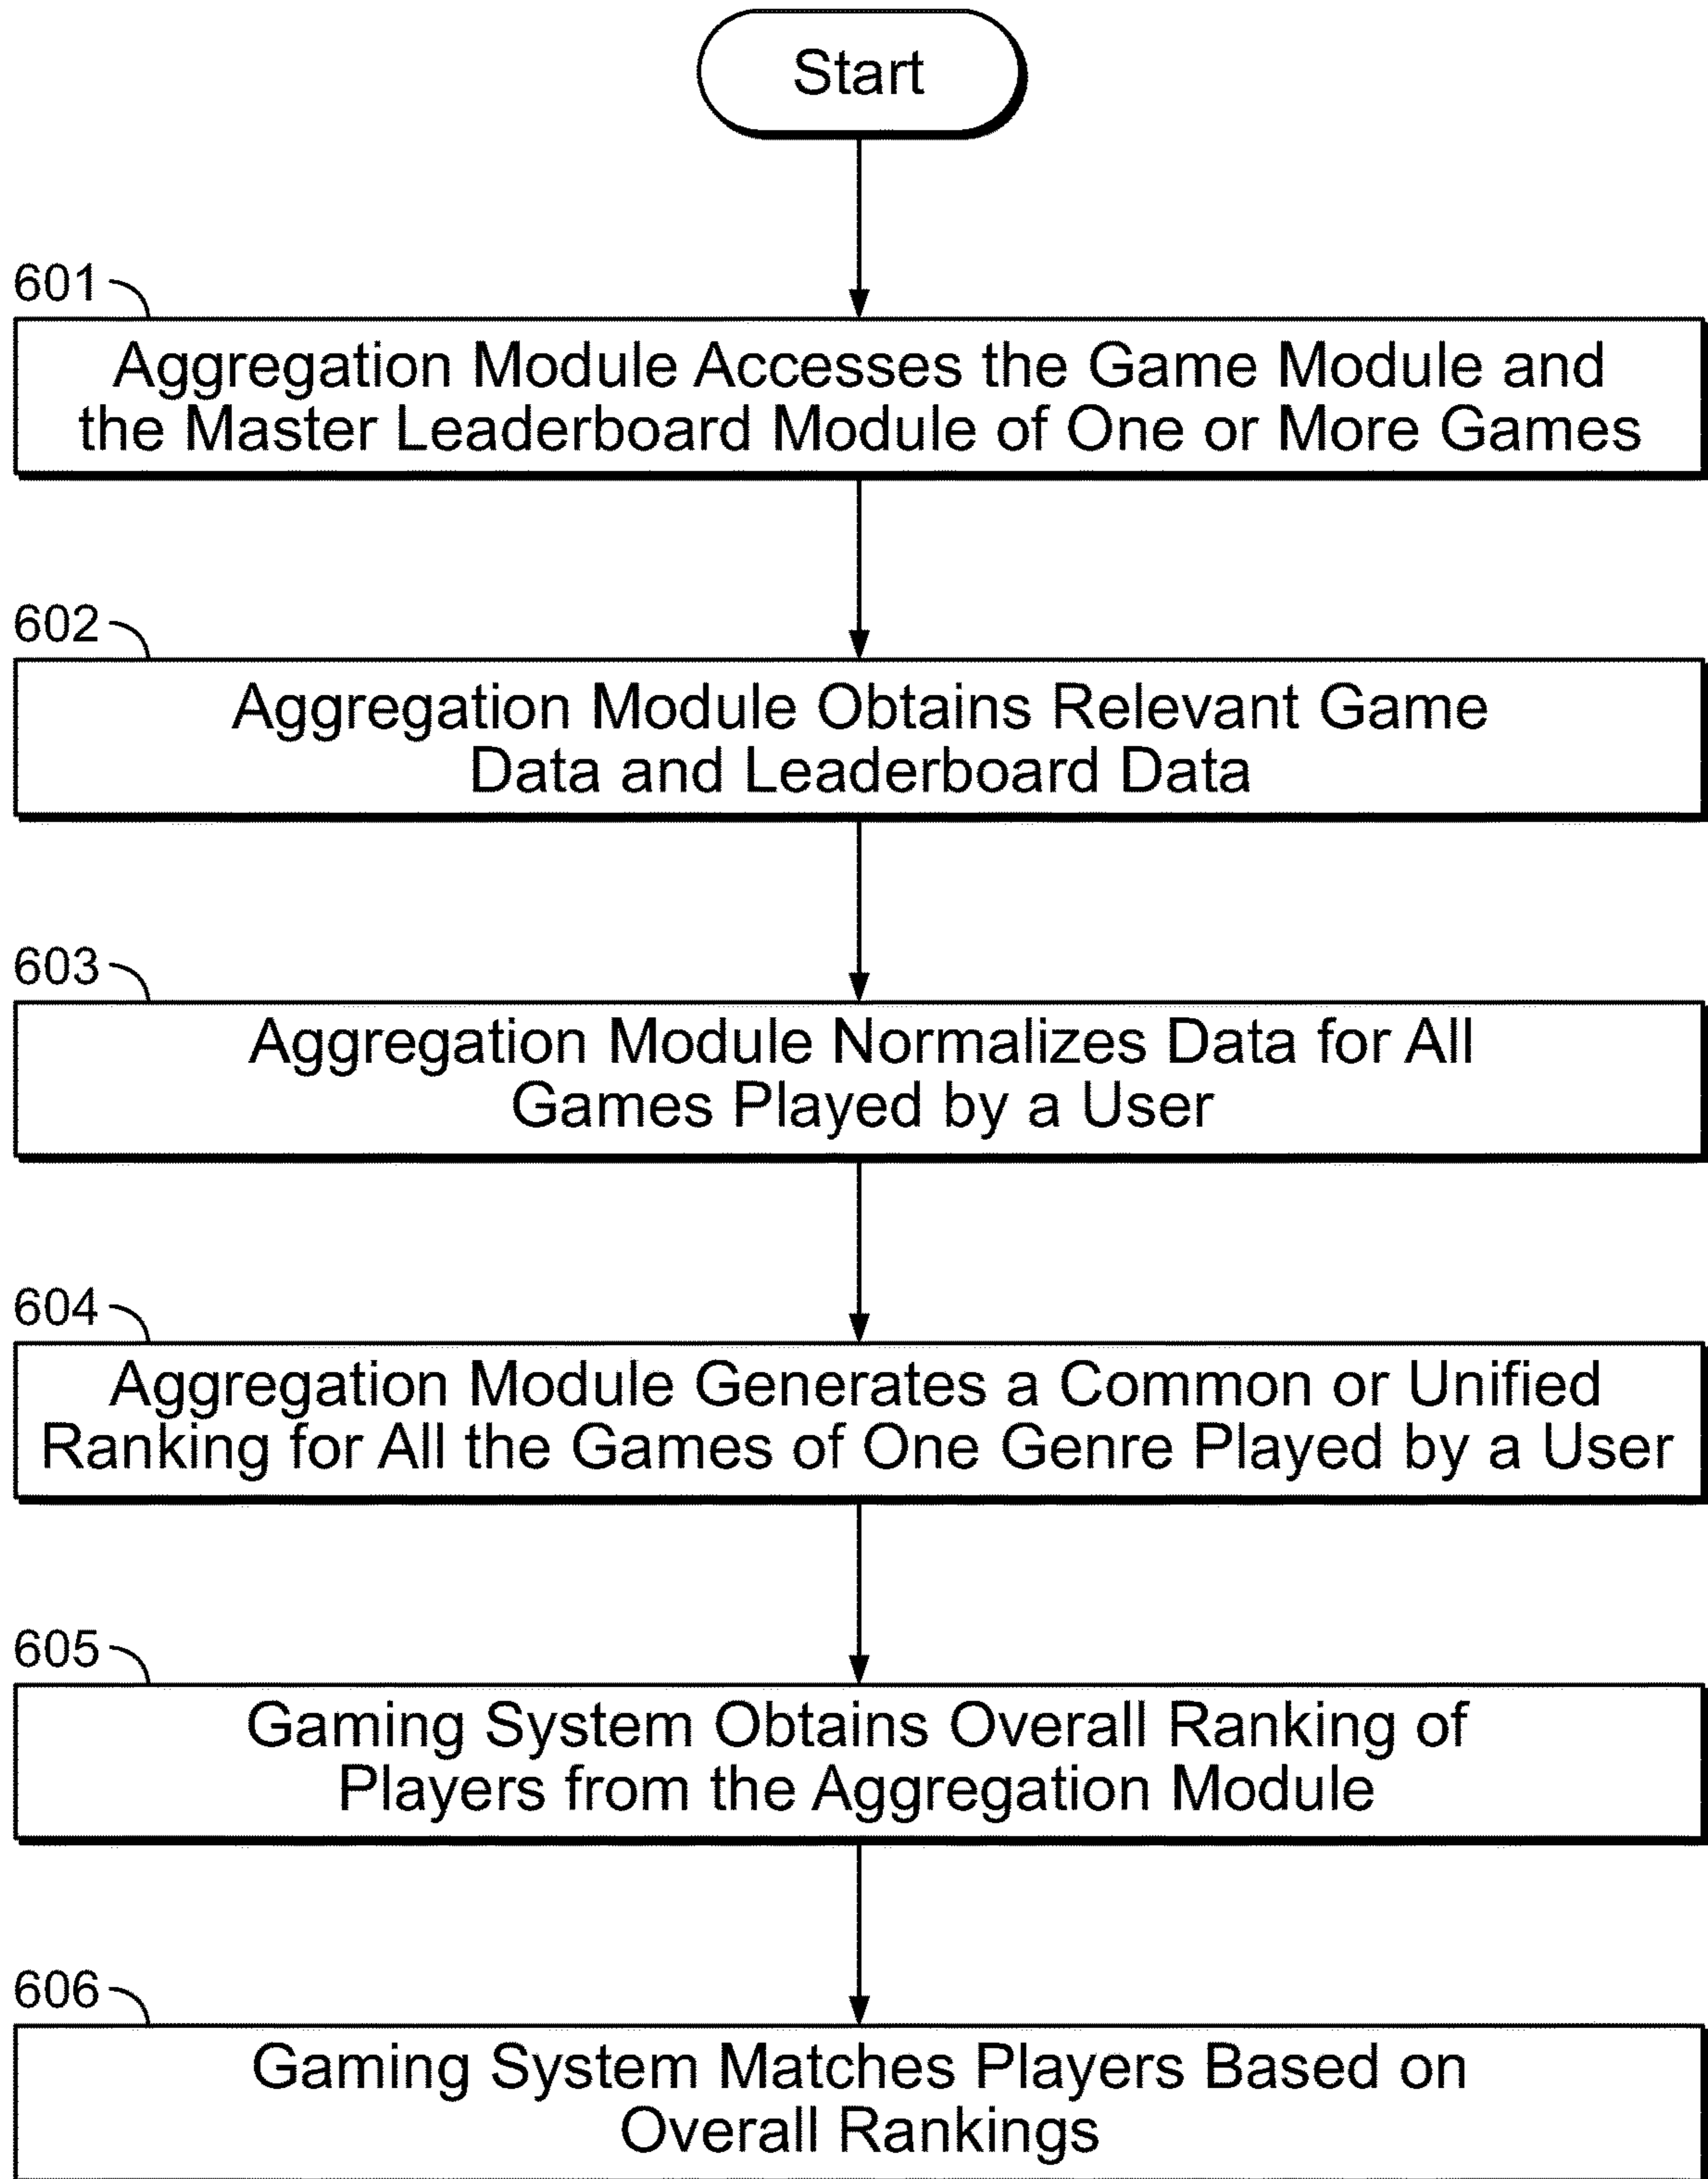 Start
601
Aggregation Module Accesses the Game Module and
the Master Leaderboard Module of One or More Games
602
Aggregation Module Obtains Relevant Game
Data and Leaderboard Data
603
Aggregation Module Normalizes Data for All
Games Played by a User
604
Aggregation Module Generates a Common or Unified
Ranking for All the Games of One Genre Played by a User
605
Gaming System Obtains Overall Ranking of
Players from the Aggregation Module
606
Gaming System Matches Players Based on
Overall Rankings